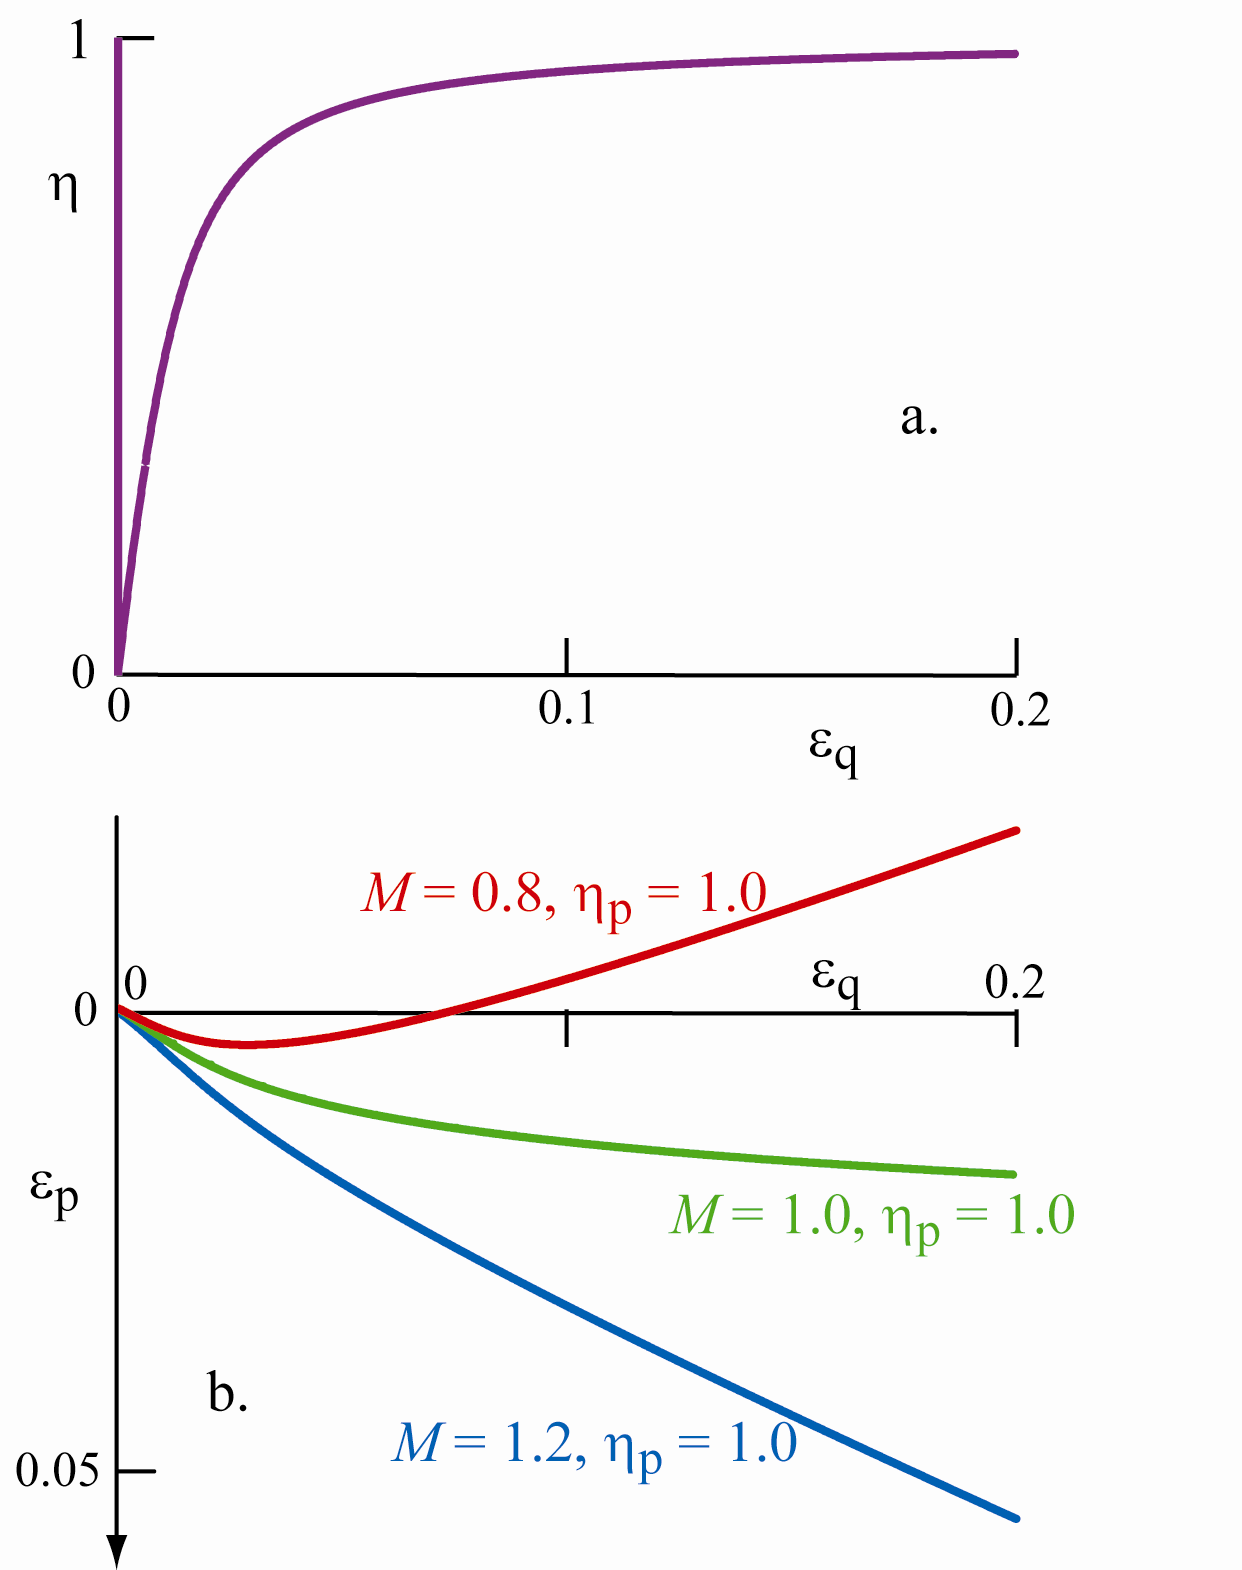 1
η
a.
0
0 0.1 0.2
εq
M = 0.8, ηp = 1.0
0 εq 0.2
0
εp
M = 1.0, ηp = 1.0
b.
M = 1.2, ηp = 1.0
0.05